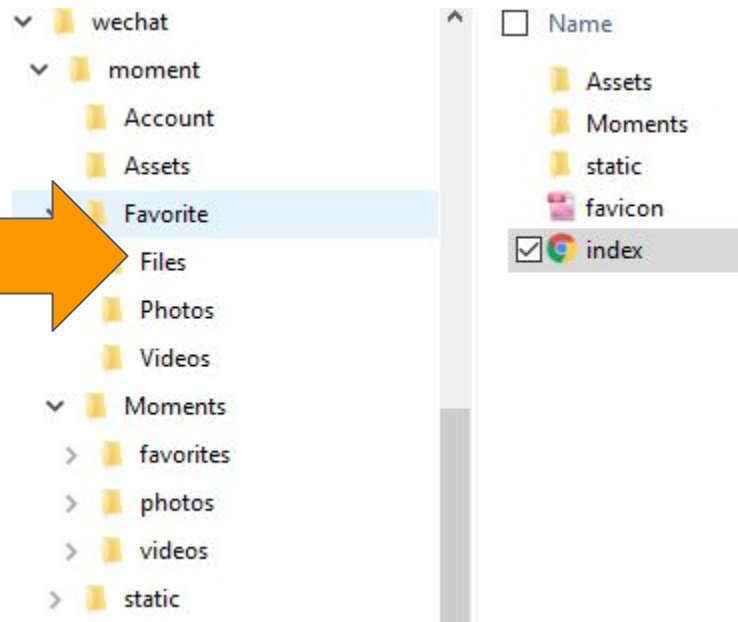 wechat
moment
Account
Assets
Favorite
Files
Photos
Videos
Moments
favorites
photos
videos
static
Name
Assets
Moments
static
favicon
index